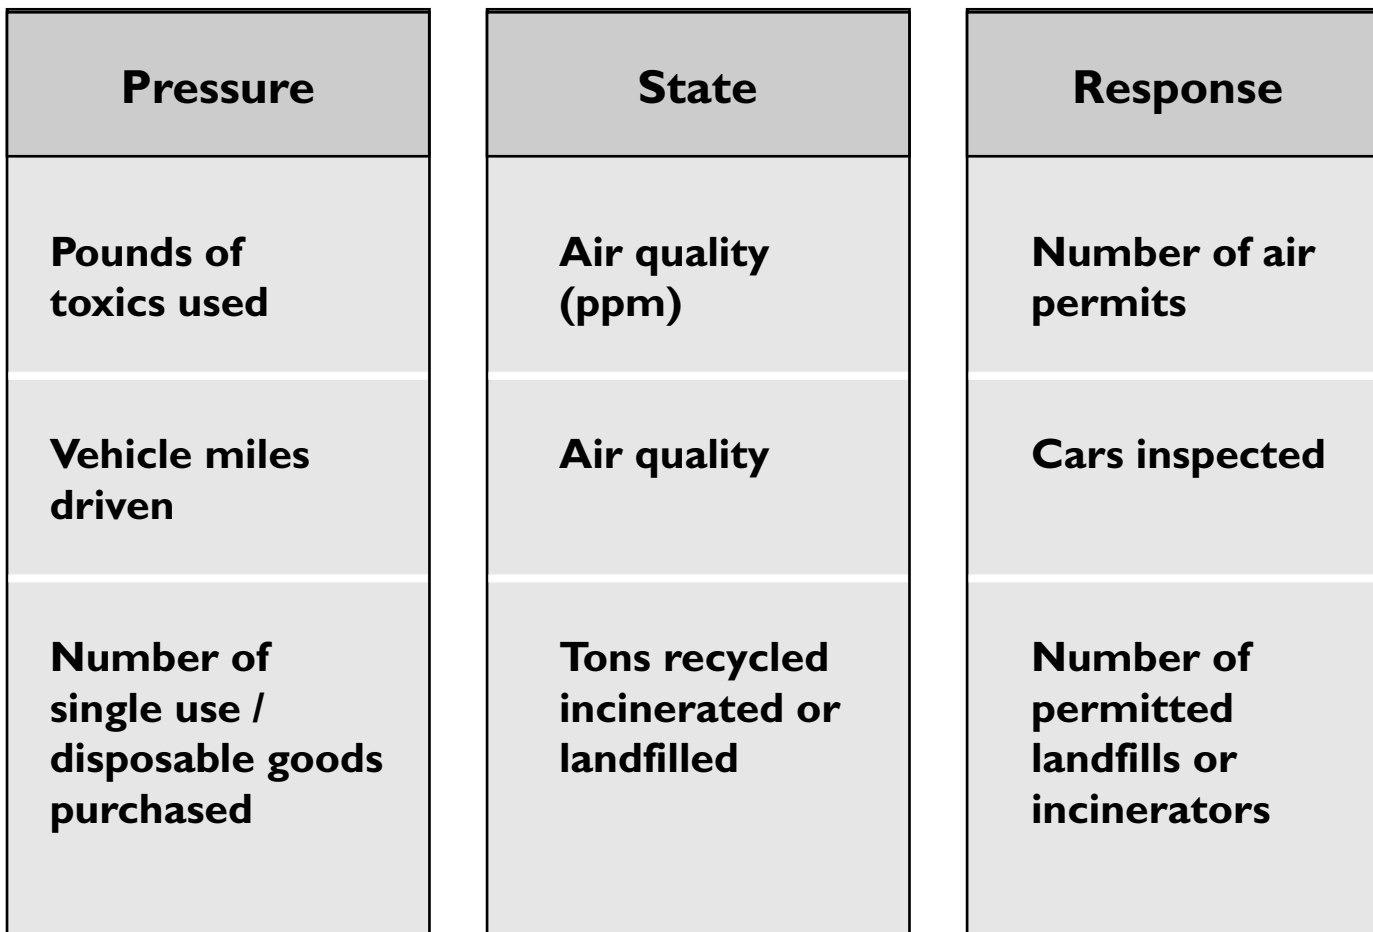 Pressure
State
Response
Pounds of
toxics used
Air quality
(ppm)
Number of air
permits
Vehicle miles
driven
Air quality
Cars inspected
Number of
single use /
disposable goods
purchased
Tons recycled
incinerated or
landfilled
Number of
permitted
landfills or
incinerators